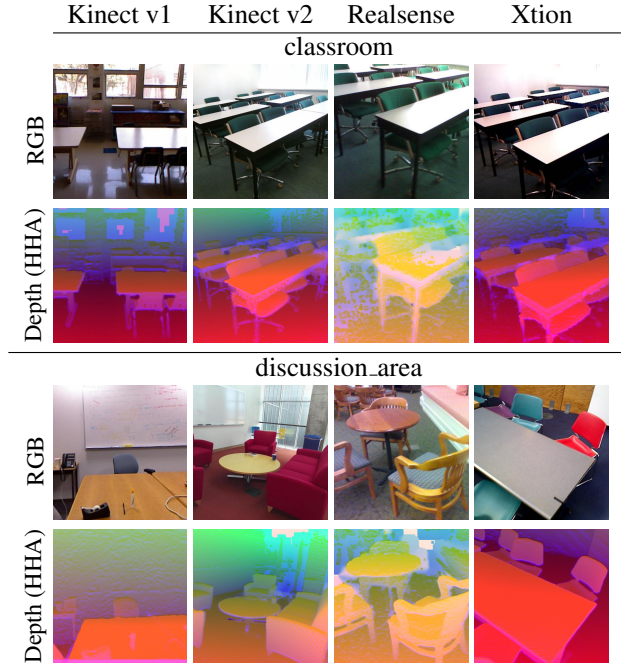 Kinect v1 Kinect v2 Realsense Xtion
classroom
RGB
Depth (HHA)
discussion_area
RGB
Depth (HHA)